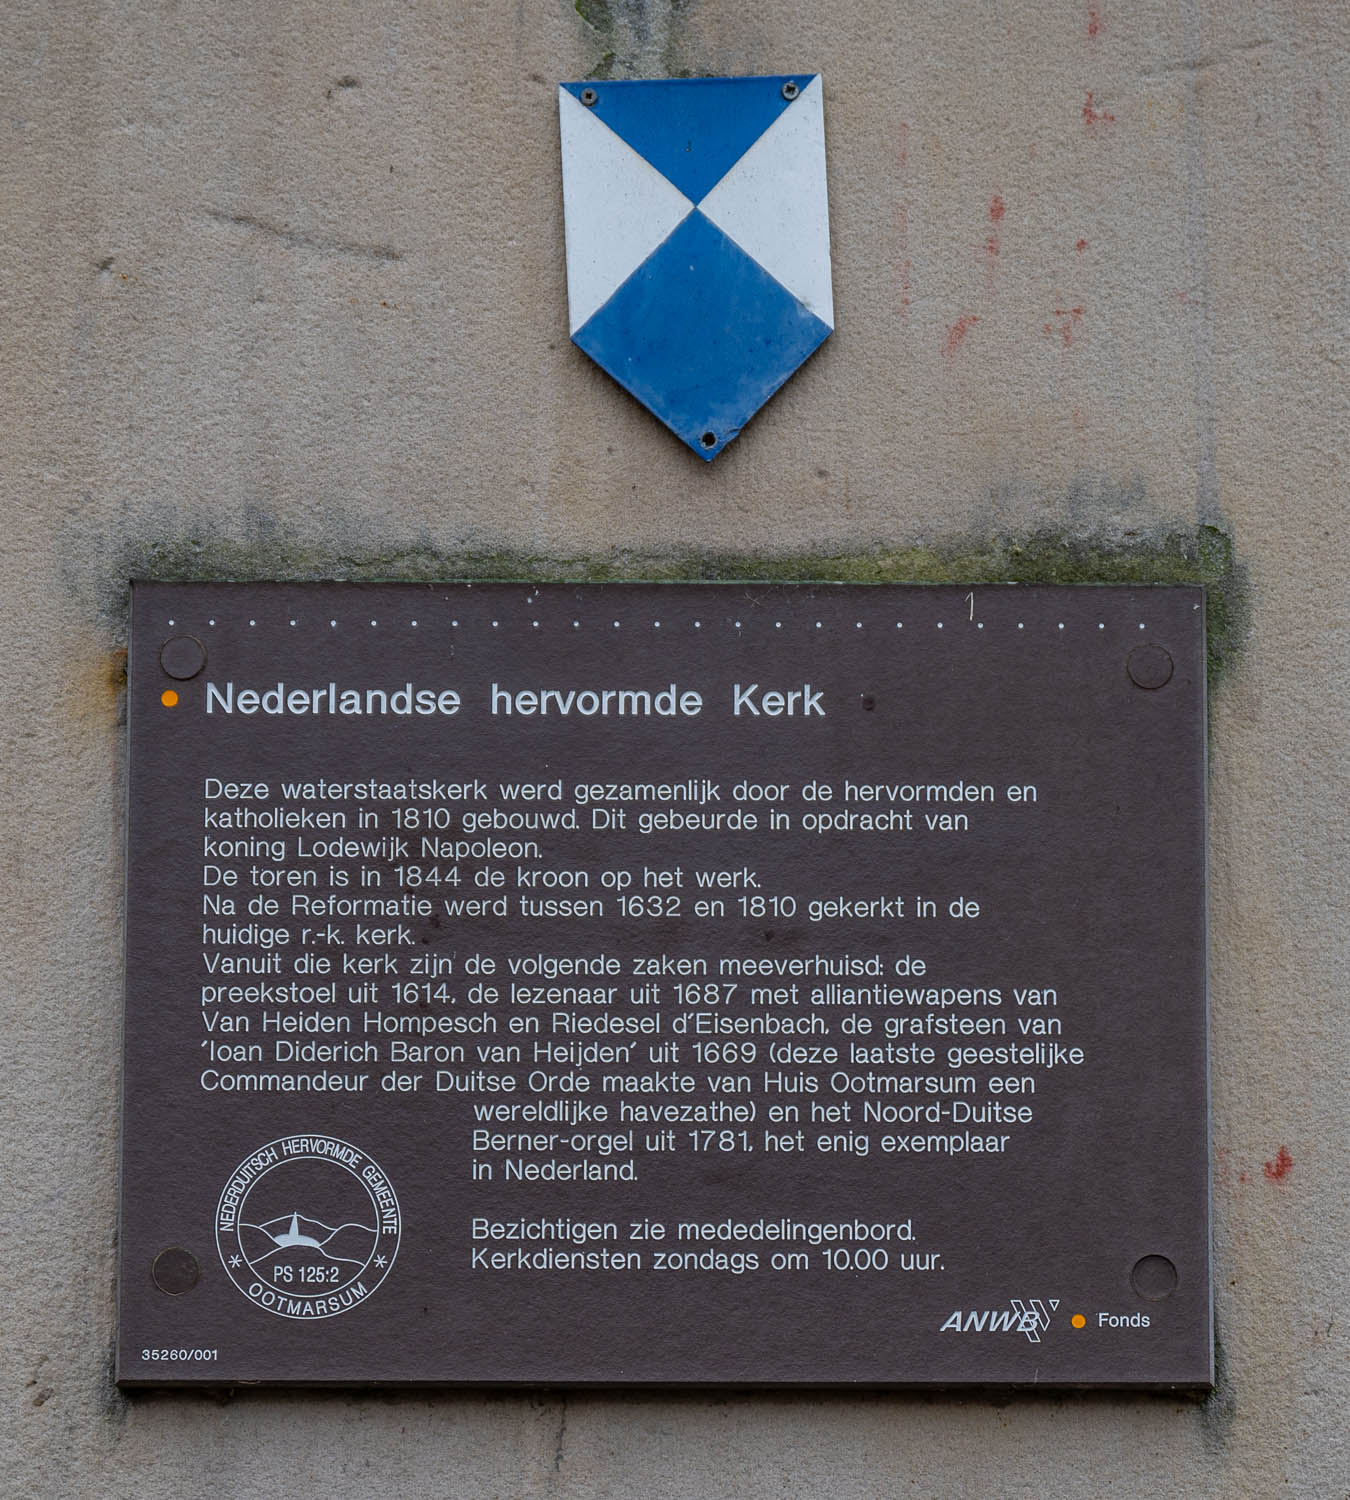 Nederlandse hervormde Kerk
Deze waterstaatskerk werd gezamenlijk door de hervormden en
katholieken in 1810 gebouwd. Dit gebeurde in opdracht van
koning Lodewijk Napoleon.
De toren is in 1844 de kroon op het werk.
Na de Reformatie werd tussen 1632 en 1810 gekerkt in de
huidige r.-k. kerk.
Vanuit die kerk zijn de volgende zaken meeverhuisd: de
preekstoel uit 1614, de lezenaar uit 1687 met alliantiewapens van
Van Heiden Hompesch en Riedesel d'Eisenbach, de grafsteen van
'Ioan Diderich Baron van Heijden' uit 1669 (deze laatste geestelijke
Commandeur der Duitse Orde maakte van Huis Ootmarsum een
wereldlijke havezathe) en het Noord-Duitse
Berner-orgel uit 1781, het enig exemplaar
in Nederland.
Bezichtigen zie mededelingenbord.
Kerkdiensten zondags om 10.00 uur.
NEDERDUITSCH HERVORMDE GEMEENTE
PS 125:2
* OOTMARSUM *
ANWB Fonds
35260/001